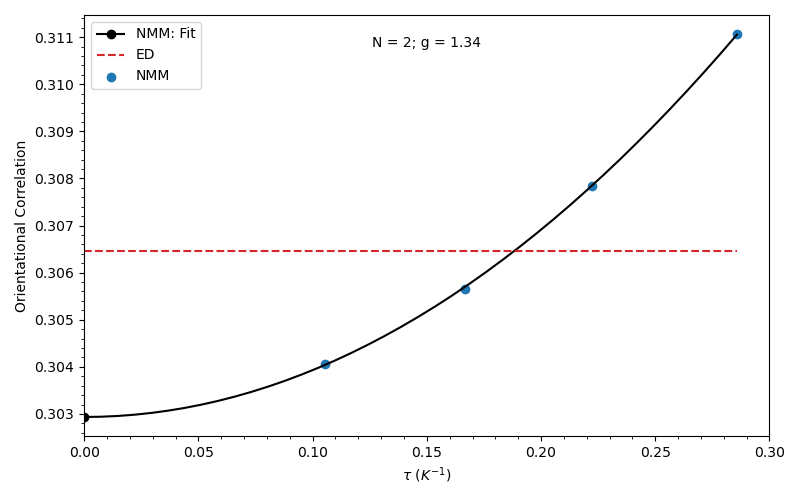 NMM: Fit
ED
NMM
N = 2; g = 1.34
0.311
0.310
0.309
0.308
0.307
0.306
0.305
0.304
0.303
Orientational Correlation
0.00 0.05 0.10 0.15 0.20 0.25 0.30
τ (K⁻¹)